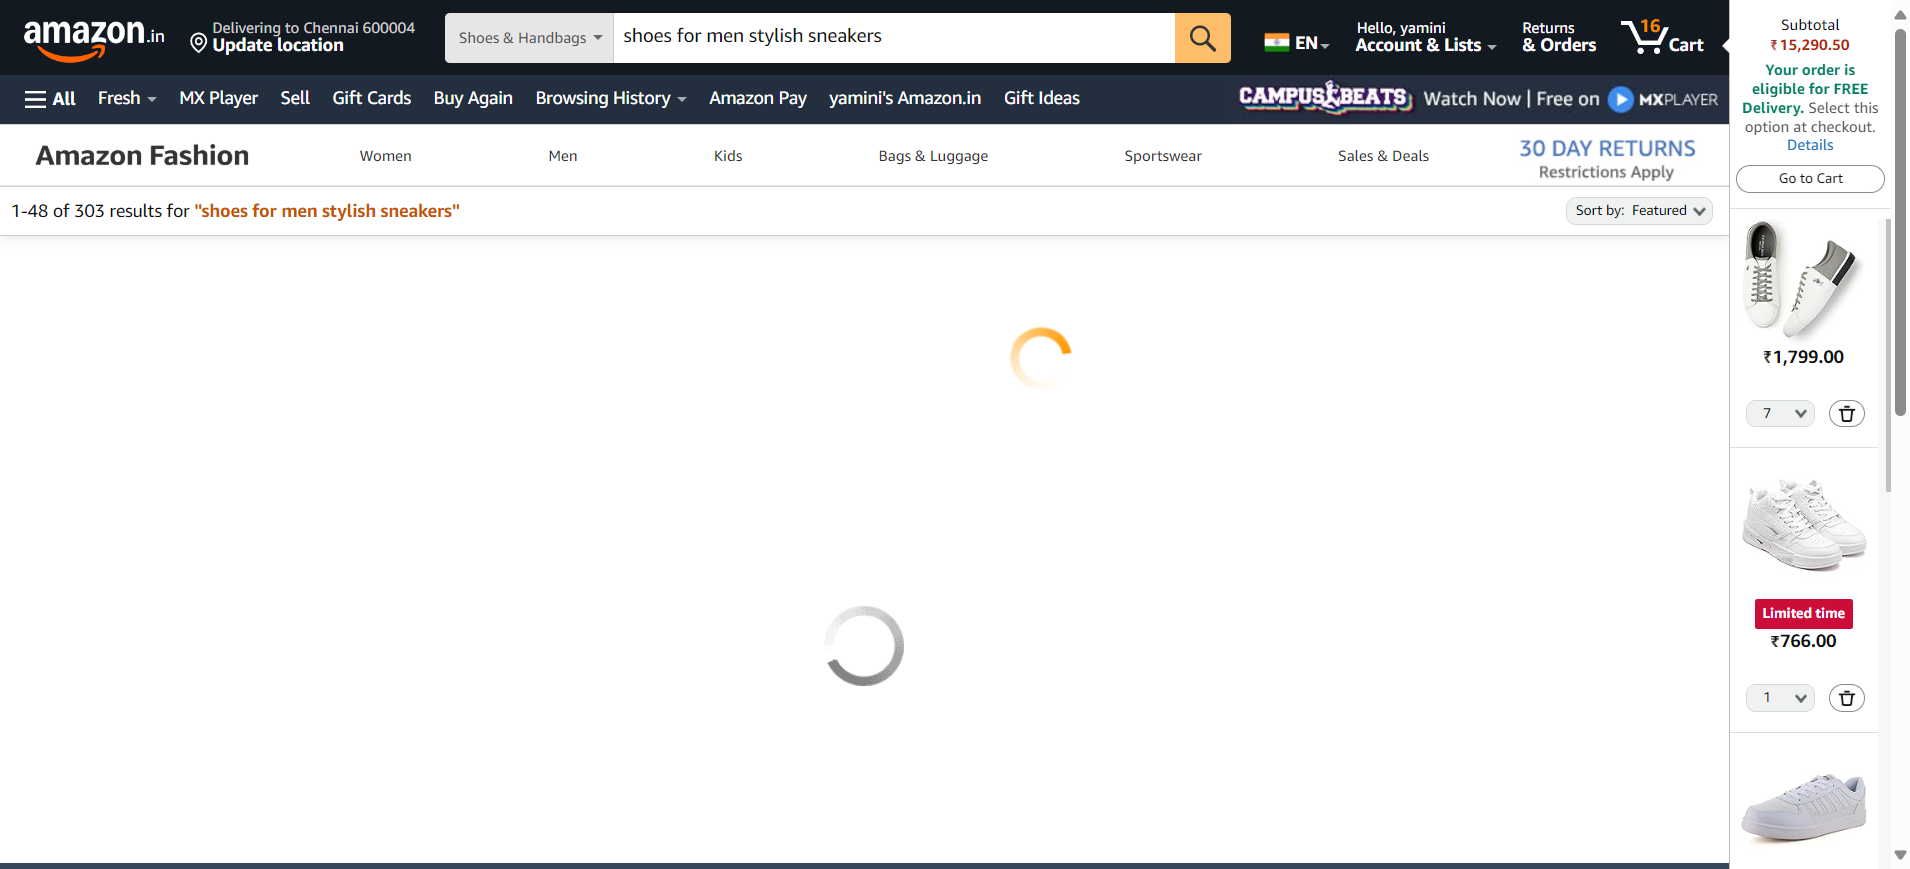 amazon.in
Delivering to Chennai 600004
Update location
Shoes & Handbags
shoes for men stylish sneakers
EN
Hello, yamini
Account & Lists
Returns
& Orders
16
Cart
All
Fresh
MX Player
Sell
Gift Cards
Buy Again
Browsing History
Amazon Pay
yamini's Amazon.in
Gift Ideas
CAMPUS BEATS
Watch Now | Free on
MXPLAYER
Amazon Fashion
Women
Men
Kids
Bags & Luggage
Sportswear
Sales & Deals
30 DAY RETURNS
Restrictions Apply
1-48 of 303 results for "shoes for men stylish sneakers"
Sort by: Featured
Subtotal
₹15,290.50
Your order is
eligible for FREE
Delivery. Select this
option at checkout.
Details
Go to Cart
₹1,799.00
7
Limited time
₹766.00
1